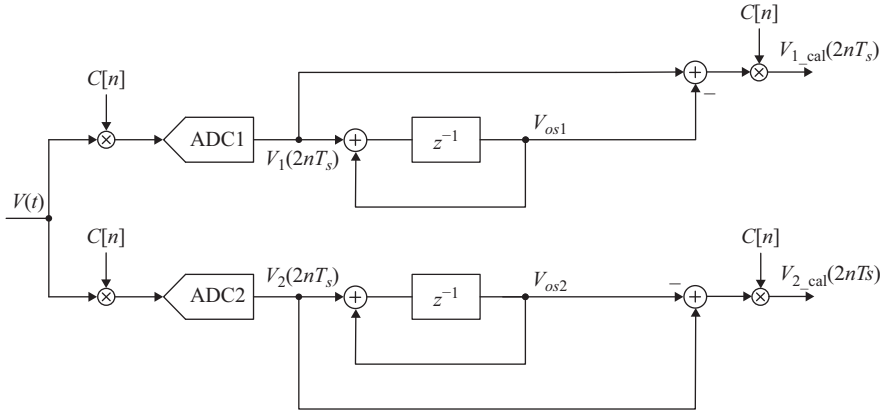 C[n]
V1_cal(2nTs)
+
×
−
C[n]
×
ADC1
V1(2nTs)
+
z−1
Vos1
V(t)
C[n]
×
ADC2
V2(2nTs)
+
z−1
Vos2
−
+
C[n]
×
V2_cal(2nTs)